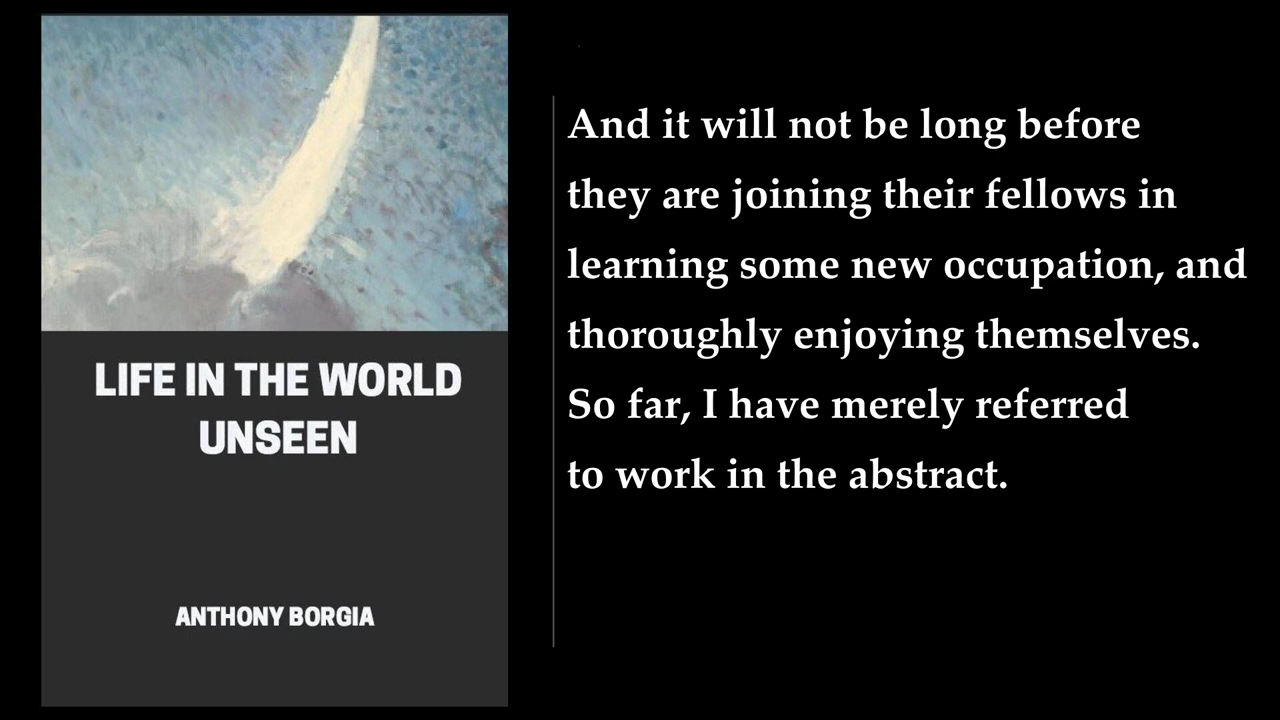 LIFE IN THE WORLD
UNSEEN
ANTHONY BORGIA
And it will not be long before
they are joining their fellows in
learning some new occupation, and
thoroughly enjoying themselves.
So far, I have merely referred
to work in the abstract.